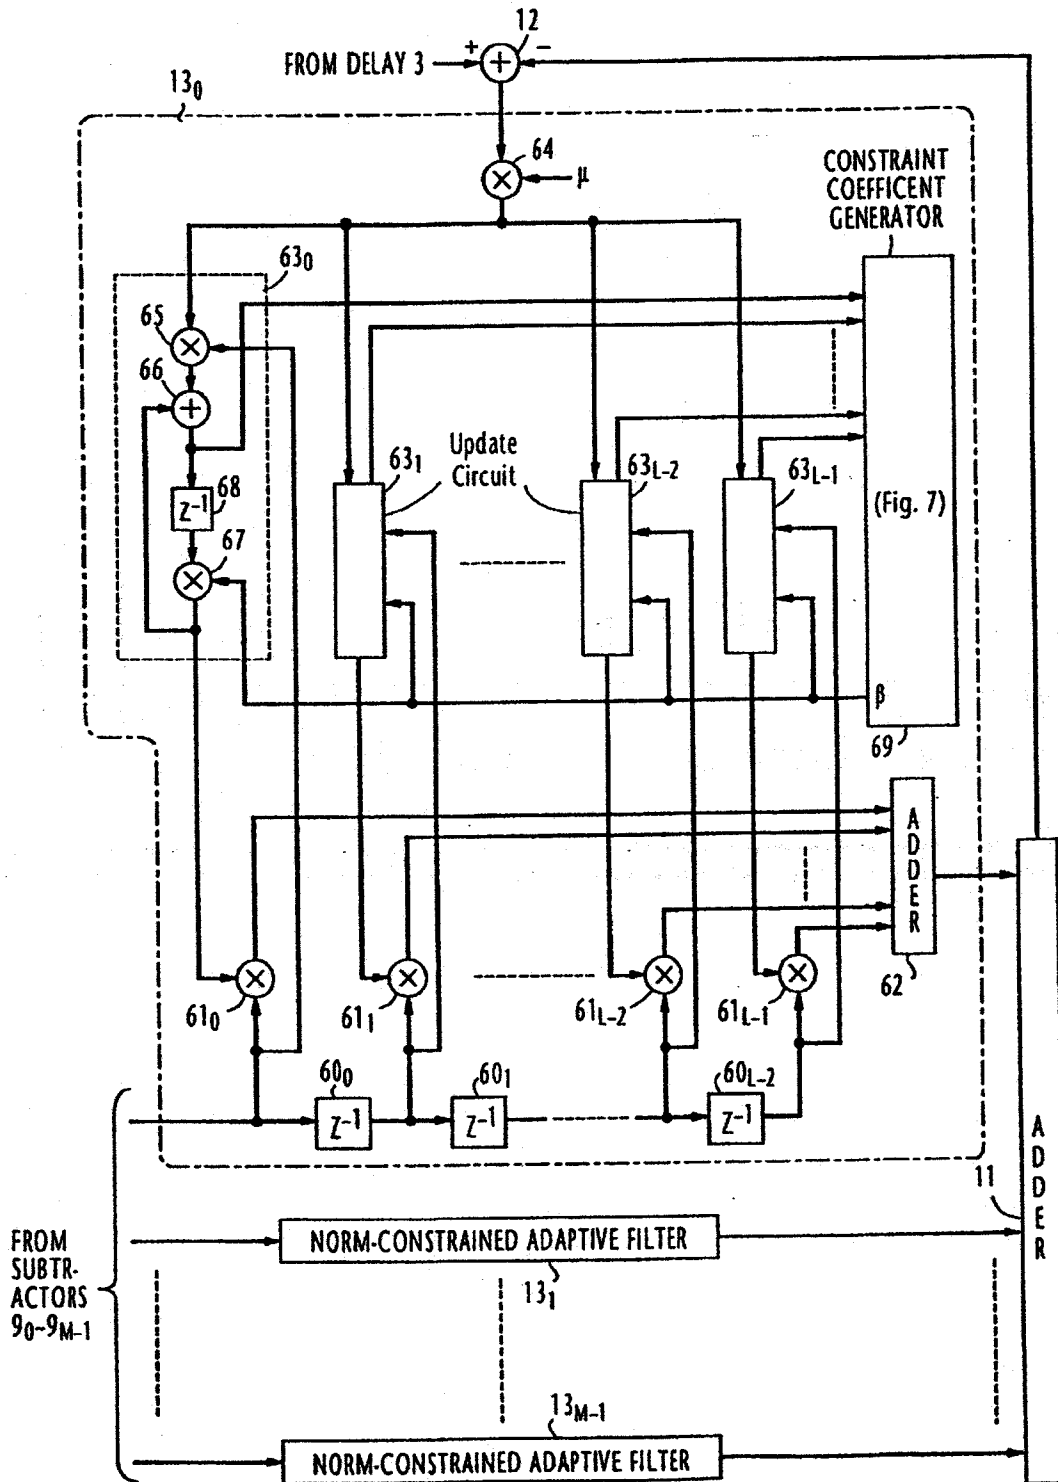 12
+
−
FROM DELAY 3
+
13₀
64
×
μ
CONSTRAINT
COEFFICENT
GENERATOR
63₀
65
×
66
+
Update
Circuit
63₁
63L-2
63L-1
(Fig. 7)
68
Z⁻¹
67
×
β
69
ADDER
61₀
×
61₁
×
61L-2
×
61L-1
×
62
60₀
60₁
60L-2
Z⁻¹
Z⁻¹
Z⁻¹
11
ADDER
FROM
SUBTR-
ACTORS
9₀~9M-1
NORM-CONSTRAINED ADAPTIVE FILTER
13₁
13M-1
NORM-CONSTRAINED ADAPTIVE FILTER